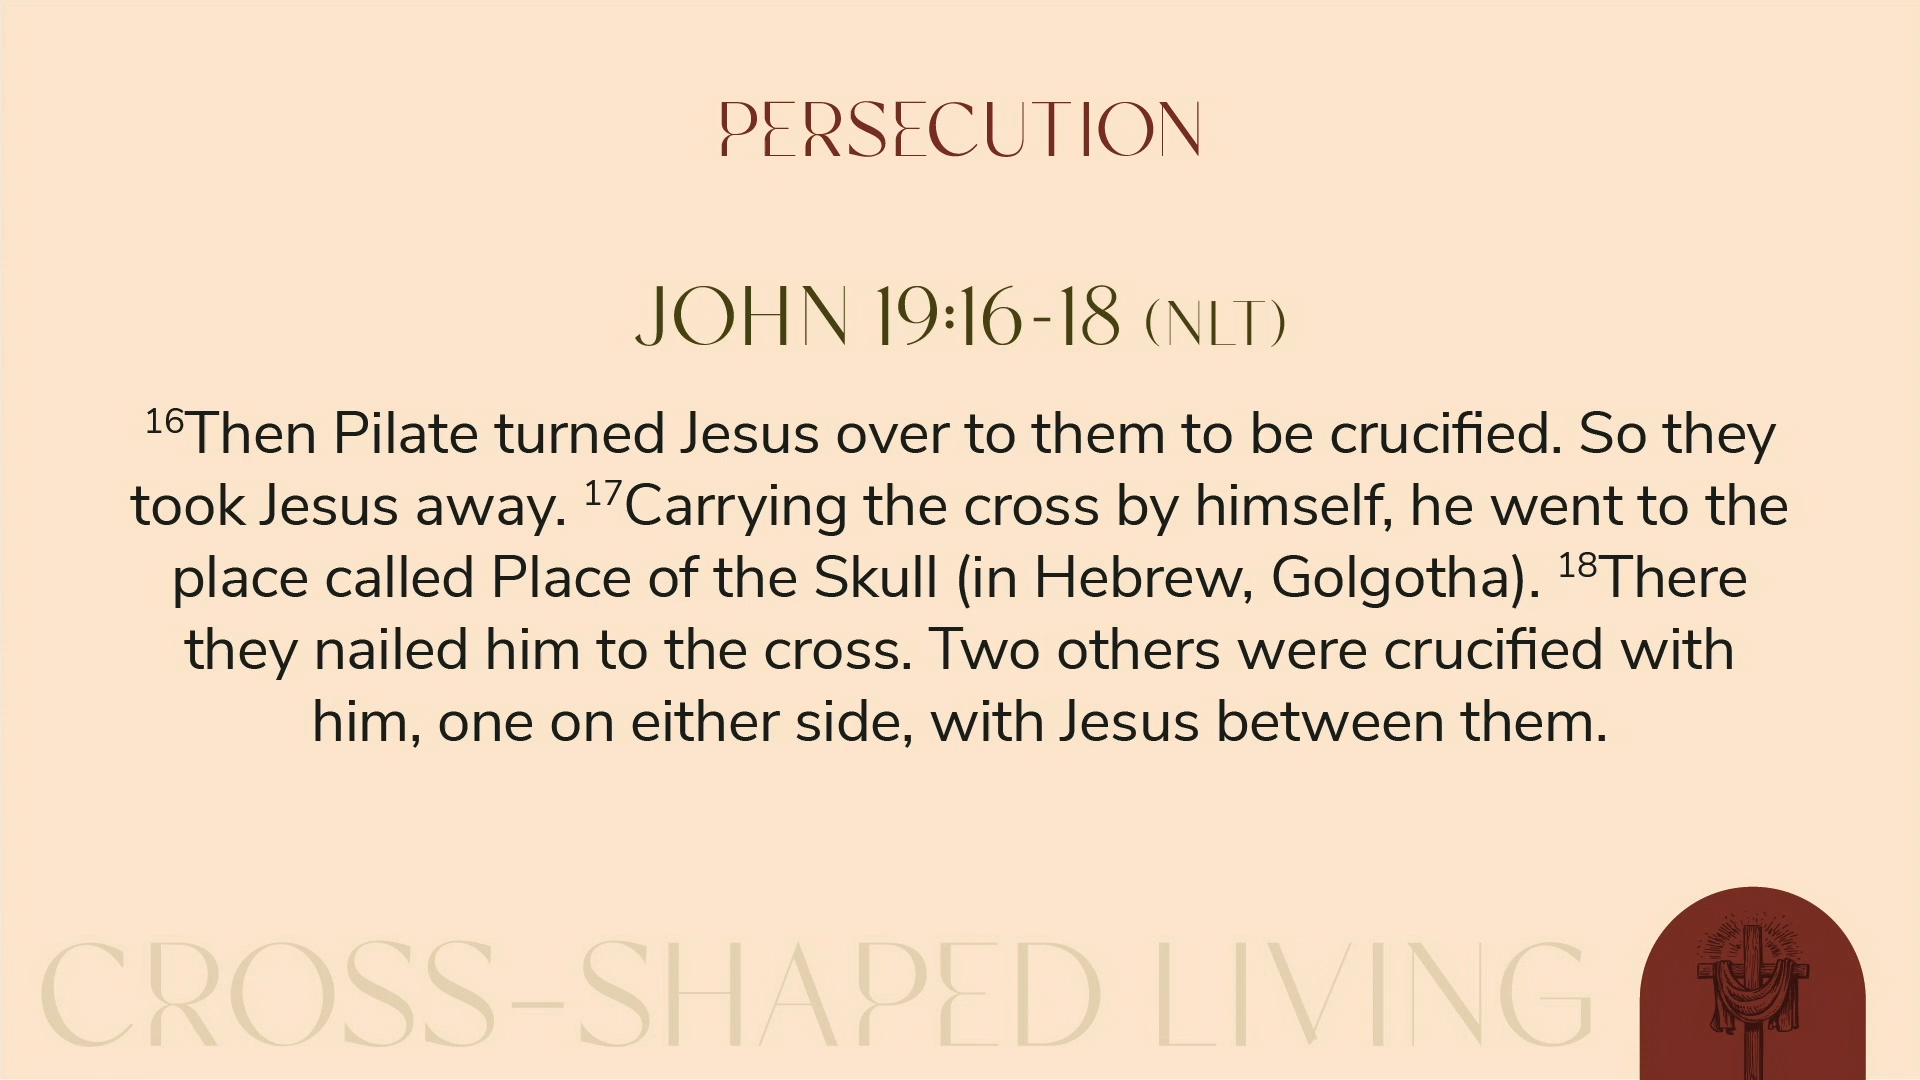 PERSECUTION
JOHN 19:16-18 (NLT)
16Then Pilate turned Jesus over to them to be crucified. So they
took Jesus away. 17Carrying the cross by himself, he went to the
place called Place of the Skull (in Hebrew, Golgotha). 18There
they nailed him to the cross. Two others were crucified with
him, one on either side, with Jesus between them.
CROSS-SHAPED LIVING